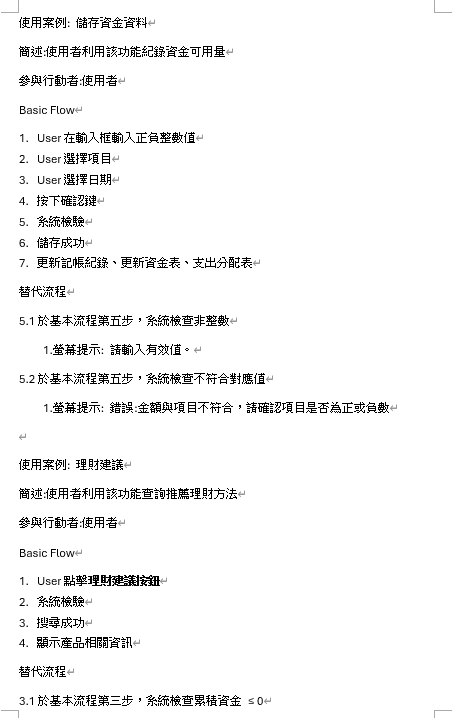 使用案例: 儲存資金資料
簡述:使用者利用該功能紀錄資金可用量
參與行動者:使用者
Basic Flow
1. User 在輸入框輸入正負整數值
2. User 選擇項目
3. User 選擇日期
4. 按下確認鍵
5. 系統檢驗
6. 儲存成功
7. 更新記帳紀錄、更新資金表、支出分配表
替代流程
5.1 於基本流程第五步，系統檢查非整數
1.螢幕提示: 請輸入有效值。
5.2 於基本流程第五步，系統檢查不符合對應值
1.螢幕提示: 錯誤:金額與項目不符合，請確認項目是否為正或負數
使用案例: 理財建議
簡述:使用者利用該功能查詢推薦理財方法
參與行動者:使用者
Basic Flow
1. User 點擊理財建議按鈕
2. 系統檢驗
3. 搜尋成功
4. 顯示產品相關資訊
替代流程
3.1 於基本流程第三步，系統檢查累積資金 ≤ 0